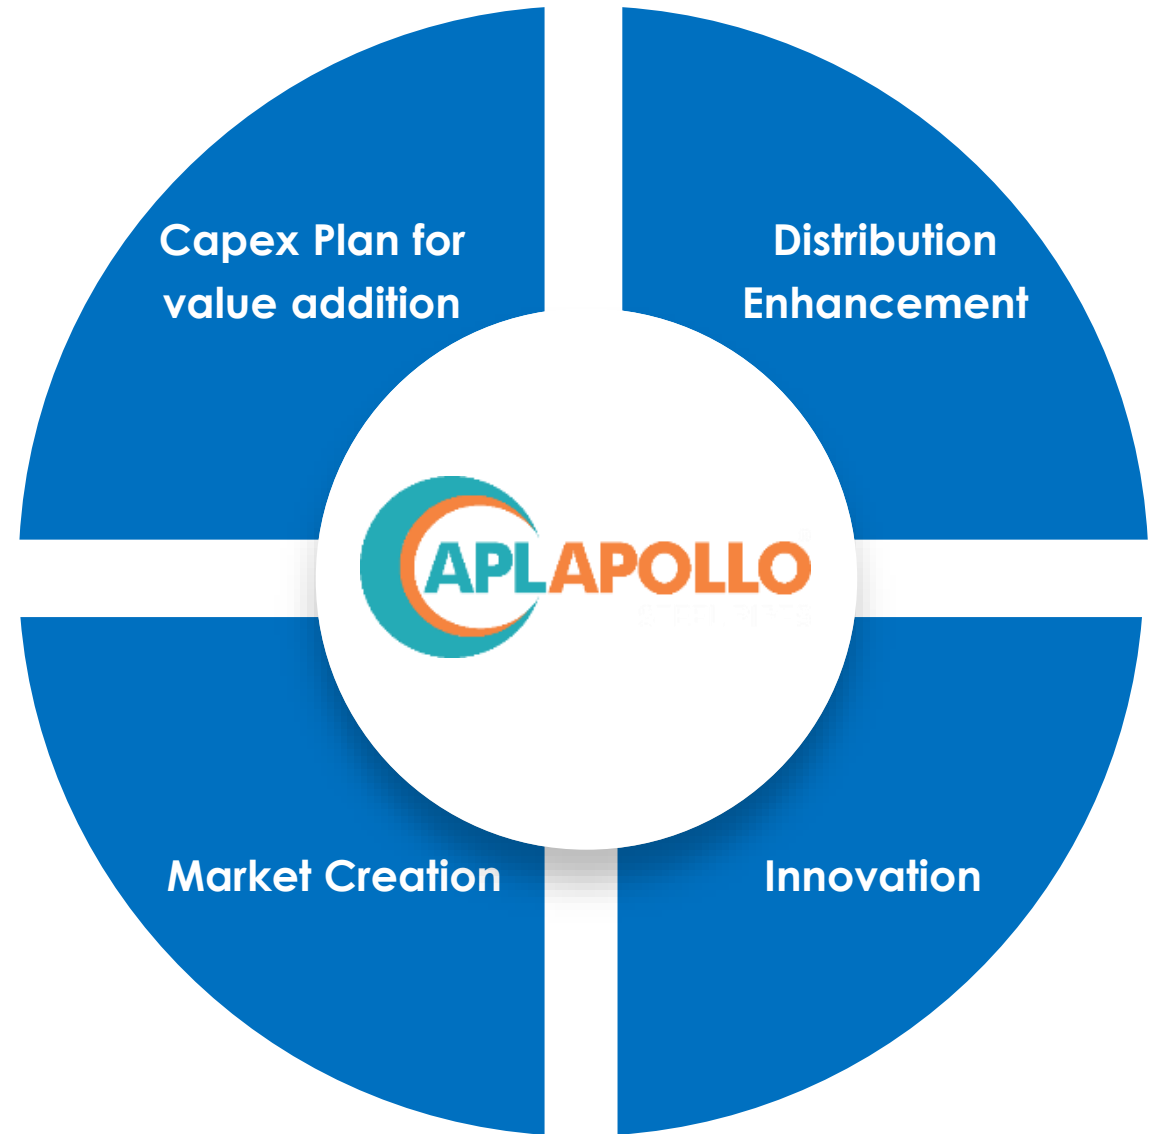 Capex Plan for
value addition
Distribution
Enhancement
APLAPOLLO
Market Creation
Innovation